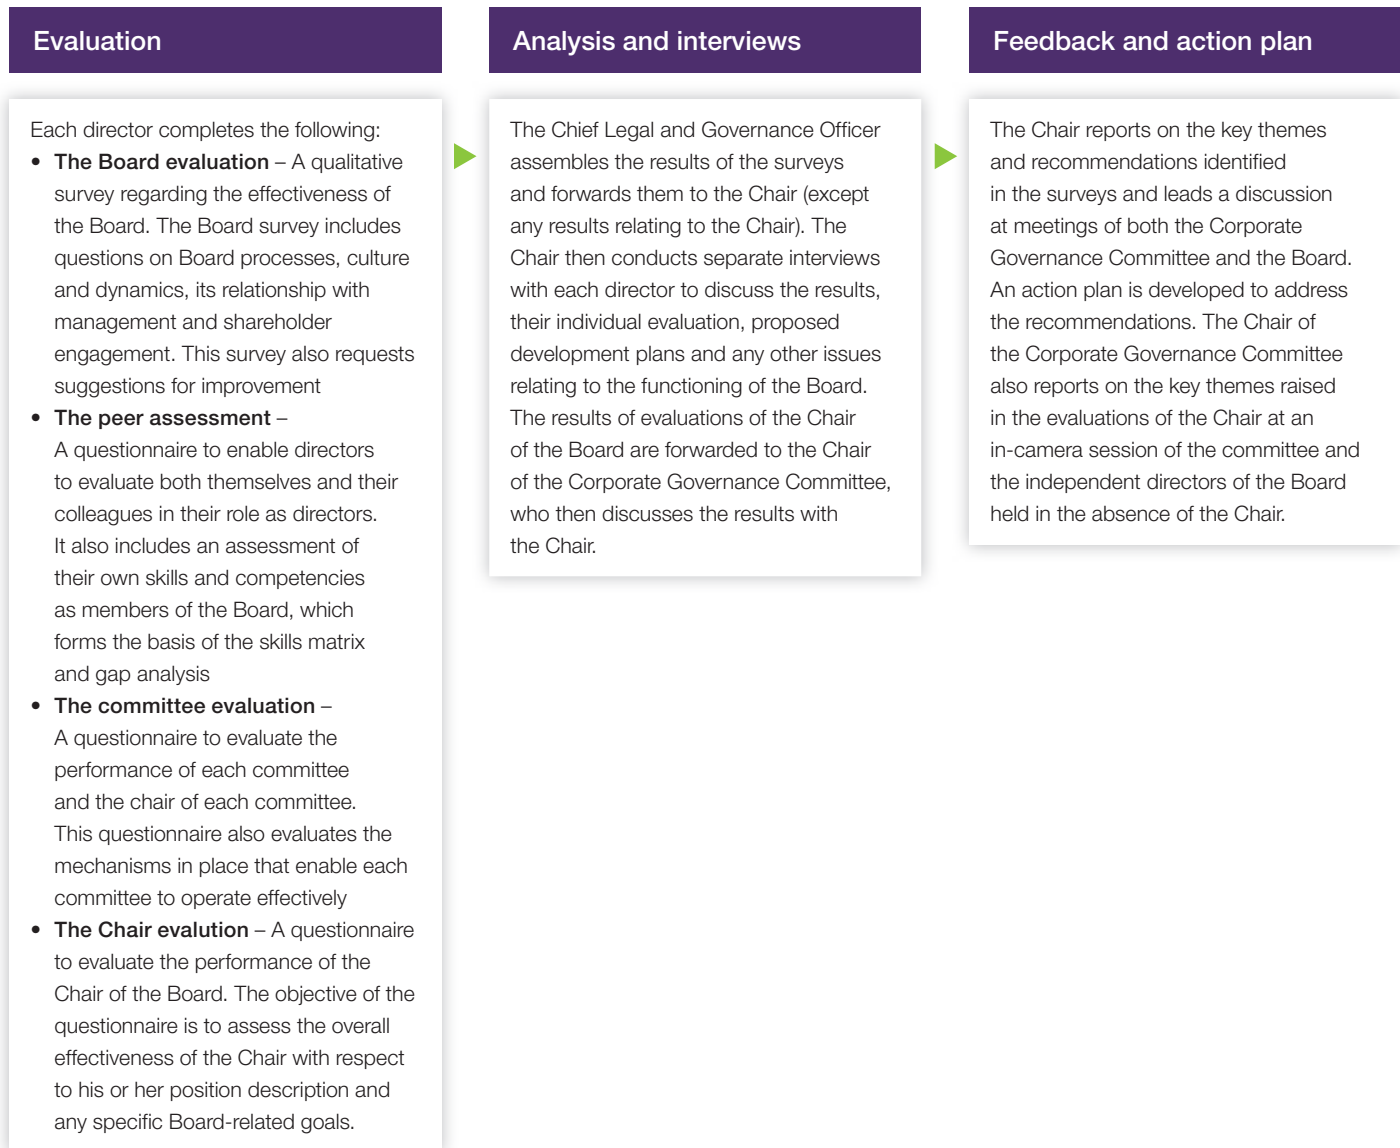 Evaluation
Each director completes the following:
• The Board evaluation – A qualitative
survey regarding the effectiveness of
the Board. The Board survey includes
questions on Board processes, culture
and dynamics, its relationship with
management and shareholder
engagement. This survey also requests
suggestions for improvement
• The peer assessment –
A questionnaire to enable directors
to evaluate both themselves and their
colleagues in their role as directors.
It also includes an assessment of
their own skills and competencies
as members of the Board, which
forms the basis of the skills matrix
and gap analysis
• The committee evaluation –
A questionnaire to evaluate the
performance of each committee
and the chair of each committee.
This questionnaire also evaluates the
mechanisms in place that enable each
committee to operate effectively
• The Chair evalution – A questionnaire
to evaluate the performance of the
Chair of the Board. The objective of the
questionnaire is to assess the overall
effectiveness of the Chair with respect
to his or her position description and
any specific Board-related goals.
Analysis and interviews
The Chief Legal and Governance Officer
assembles the results of the surveys
and forwards them to the Chair (except
any results relating to the Chair). The
Chair then conducts separate interviews
with each director to discuss the results,
their individual evaluation, proposed
development plans and any other issues
relating to the functioning of the Board.
The results of evaluations of the Chair
of the Board are forwarded to the Chair
of the Corporate Governance Committee,
who then discusses the results with
the Chair.
Feedback and action plan
The Chair reports on the key themes
and recommendations identified
in the surveys and leads a discussion
at meetings of both the Corporate
Governance Committee and the Board.
An action plan is developed to address
the recommendations. The Chair of
the Corporate Governance Committee
also reports on the key themes raised
in the evaluations of the Chair at an
in-camera session of the committee and
the independent directors of the Board
held in the absence of the Chair.